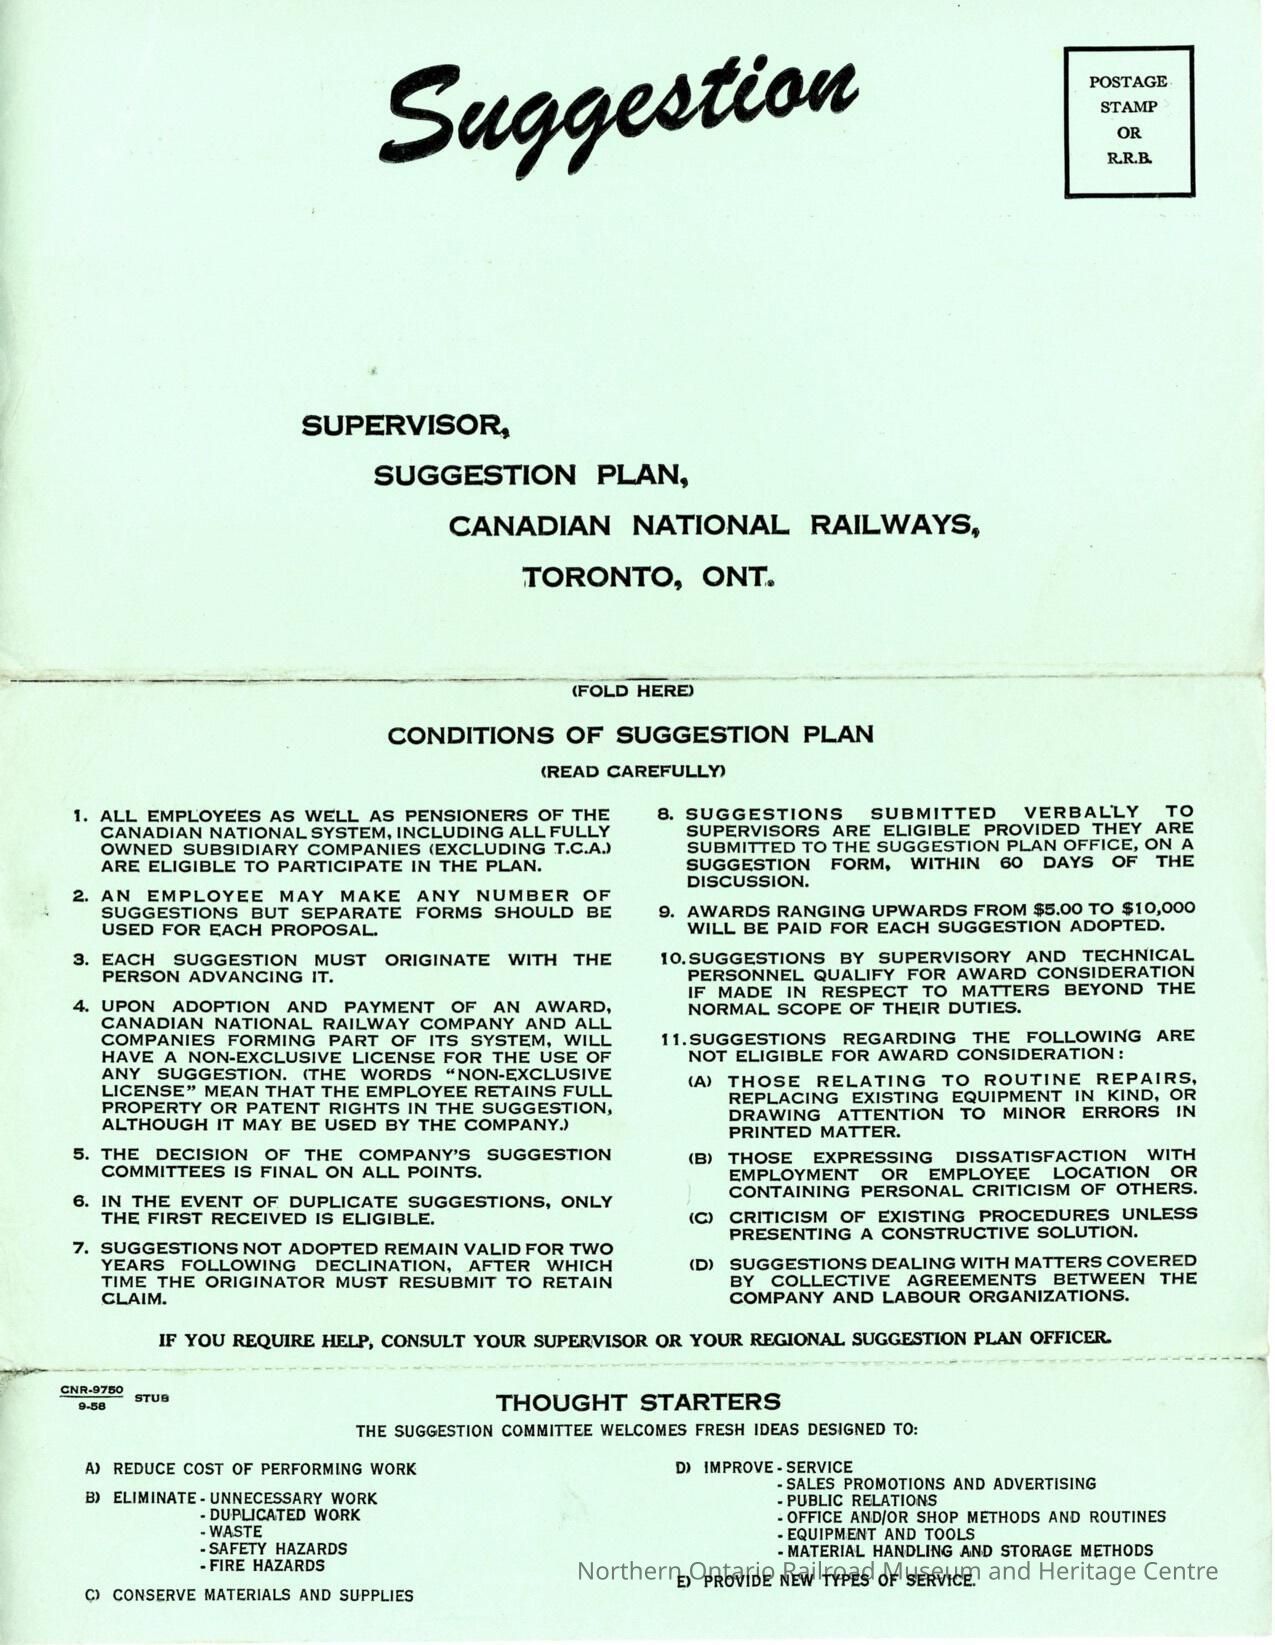 Suggestion
POSTAGE
STAMP
OR
R.R.B.
SUPERVISOR,
SUGGESTION PLAN,
CANADIAN NATIONAL RAILWAYS,
TORONTO, ONT.
(FOLD HERE)
CONDITIONS OF SUGGESTION PLAN
(READ CAREFULLY)
1. ALL EMPLOYEES AS WELL AS PENSIONERS OF THE
CANADIAN NATIONAL SYSTEM, INCLUDING ALL FULLY
OWNED SUBSIDIARY COMPANIES (EXCLUDING T.C.A.)
ARE ELIGIBLE TO PARTICIPATE IN THE PLAN.
2. AN EMPLOYEE MAY MAKE ANY NUMBER OF
SUGGESTIONS BUT SEPARATE FORMS SHOULD BE
USED FOR EACH PROPOSAL.
3. EACH SUGGESTION MUST ORIGINATE WITH THE
PERSON ADVANCING IT.
4. UPON ADOPTION AND PAYMENT OF AN AWARD,
CANADIAN NATIONAL RAILWAY COMPANY AND ALL
COMPANIES FORMING PART OF ITS SYSTEM, WILL
HAVE A NON-EXCLUSIVE LICENSE FOR THE USE OF
ANY SUGGESTION. (THE WORDS “NON-EXCLUSIVE
LICENSE” MEAN THAT THE EMPLOYEE RETAINS FULL
PROPERTY OR PATENT RIGHTS IN THE SUGGESTION,
ALTHOUGH IT MAY BE USED BY THE COMPANY.)
5. THE DECISION OF THE COMPANY'S SUGGESTION
COMMITTEES IS FINAL ON ALL POINTS.
6. IN THE EVENT OF DUPLICATE SUGGESTIONS, ONLY
THE FIRST RECEIVED IS ELIGIBLE.
7. SUGGESTIONS NOT ADOPTED REMAIN VALID FOR TWO
YEARS FOLLOWING DECLINATION, AFTER WHICH
TIME THE ORIGINATOR MUST RESUBMIT TO RETAIN
CLAIM.
8. SUGGESTIONS SUBMITTED VERBALLY TO
SUPERVISORS ARE ELIGIBLE PROVIDED THEY ARE
SUBMITTED TO THE SUGGESTION PLAN OFFICE, ON A
SUGGESTION FORM, WITHIN 60 DAYS OF THE
DISCUSSION.
9. AWARDS RANGING UPWARDS FROM $5.00 TO $10,000
WILL BE PAID FOR EACH SUGGESTION ADOPTED.
10. SUGGESTIONS BY SUPERVISORY AND TECHNICAL
PERSONNEL QUALIFY FOR AWARD CONSIDERATION
IF MADE IN RESPECT TO MATTERS BEYOND THE
NORMAL SCOPE OF THEIR DUTIES.
11. SUGGESTIONS REGARDING THE FOLLOWING ARE
NOT ELIGIBLE FOR AWARD CONSIDERATION:
(A) THOSE RELATING TO ROUTINE REPAIRS,
REPLACING EXISTING EQUIPMENT IN KIND, OR
DRAWING ATTENTION TO MINOR ERRORS IN
PRINTED MATTER.
(B) THOSE EXPRESSING DISSATISFACTION WITH
EMPLOYMENT OR EMPLOYEE LOCATION OR
CONTAINING PERSONAL CRITICISM OF OTHERS.
(C) CRITICISM OF EXISTING PROCEDURES UNLESS
PRESENTING A CONSTRUCTIVE SOLUTION.
(D) SUGGESTIONS DEALING WITH MATTERS COVERED
BY COLLECTIVE AGREEMENTS BETWEEN THE
COMPANY AND LABOUR ORGANIZATIONS.
IF YOU REQUIRE HELP, CONSULT YOUR SUPERVISOR OR YOUR REGIONAL SUGGESTION PLAN OFFICER.
CNR-9750
9-58
STUB
THOUGHT STARTERS
THE SUGGESTION COMMITTEE WELCOMES FRESH IDEAS DESIGNED TO:
A) REDUCE COST OF PERFORMING WORK
B) ELIMINATE - UNNECESSARY WORK
- DUPLICATED WORK
- WASTE
- SAFETY HAZARDS
- FIRE HAZARDS
C) CONSERVE MATERIALS AND SUPPLIES
D) IMPROVE - SERVICE
- SALES PROMOTIONS AND ADVERTISING
- PUBLIC RELATIONS
- OFFICE AND/OR SHOP METHODS AND ROUTINES
- EQUIPMENT AND TOOLS
- MATERIAL HANDLING AND STORAGE METHODS
E) PROVIDE NEW TYPES OF SERVICE.
Northern Ontario Railroad Museum and Heritage Centre